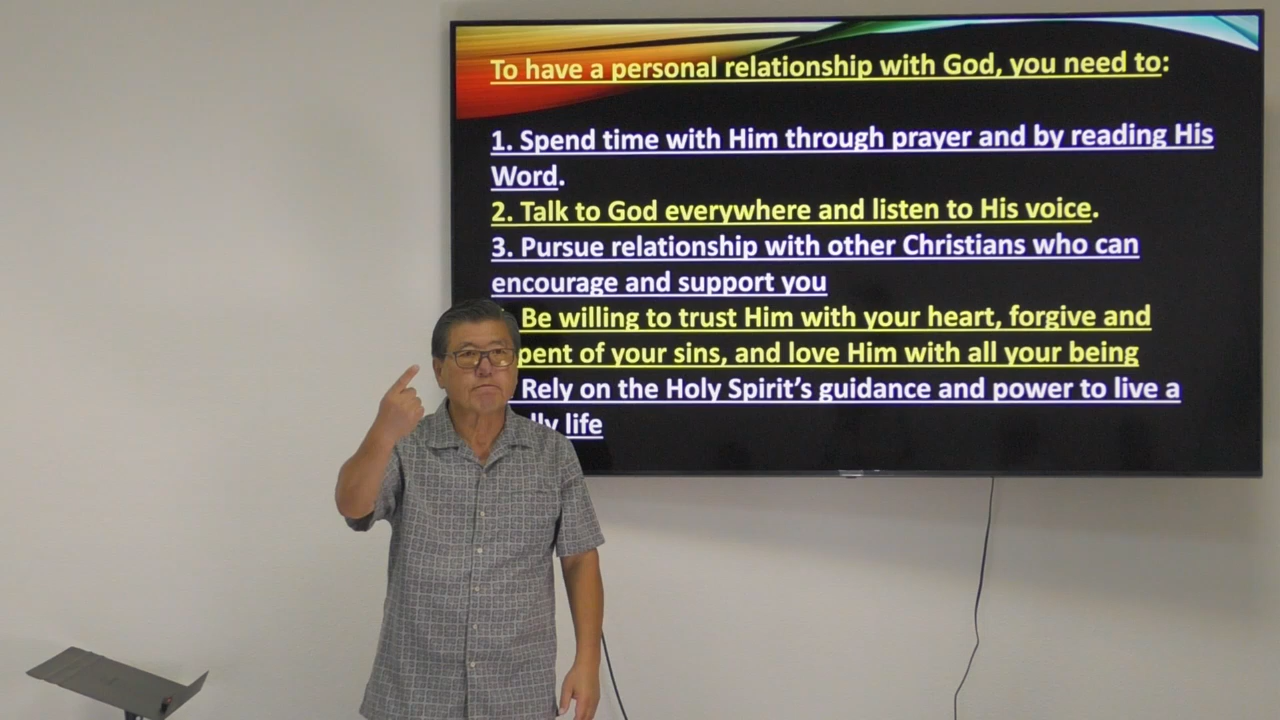 To have a personal relationship with God, you need to:
1. Spend time with Him through prayer and by reading His
Word.
2. Talk to God everywhere and listen to His voice.
3. Pursue relationship with other Christians who can
encourage and support you
Be willing to trust Him with your heart, forgive and
of your sins, and love Him with all your being
Rely on the Holy Spirit’s guidance and power to live a
life